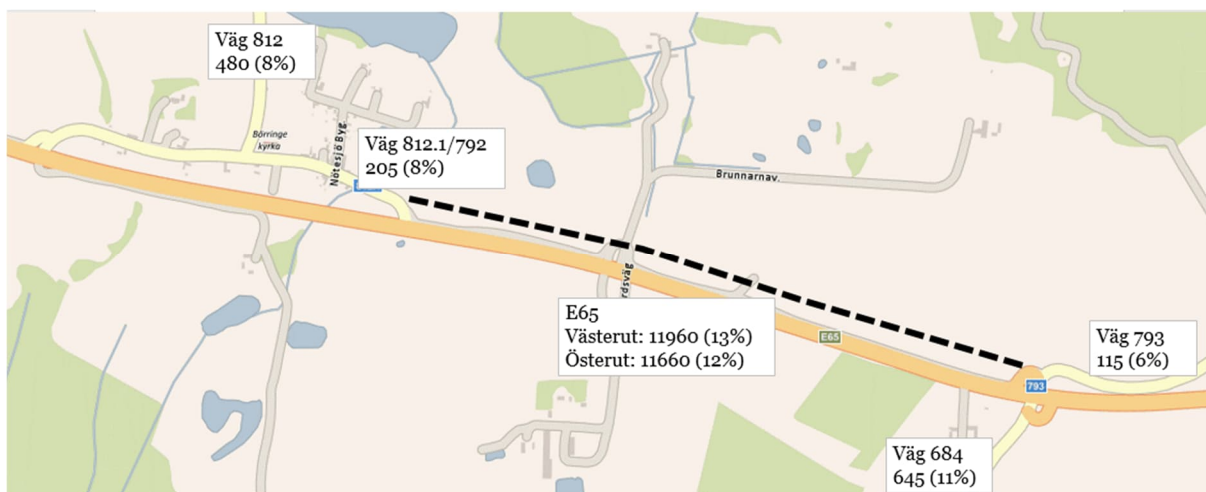 Väg 812
480 (8%)
Börringe
kyrka
Nötesjö Byg.
Väg 812.1/792
205 (8%)
Brunnarnav.
E65
Västerut: 11960 (13%)
Österut: 11660 (12%)
E65
Väg 793
115 (6%)
793
Väg 684
645 (11%)